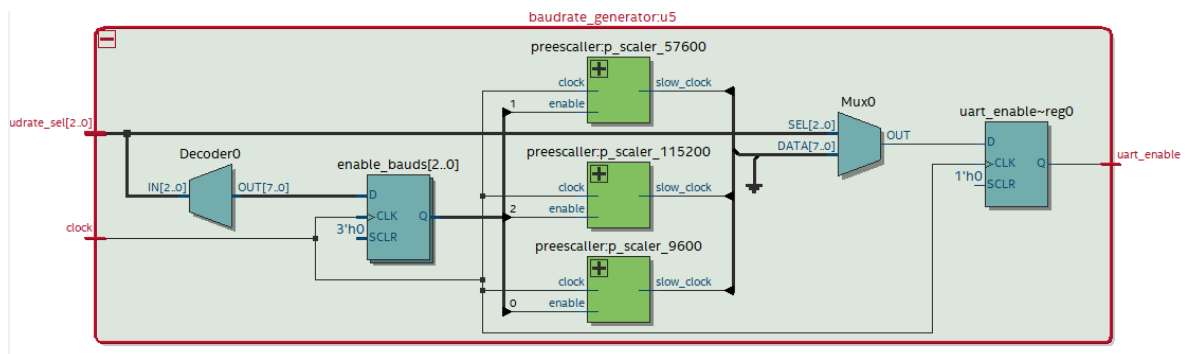 baudrate_generator:u5
preescaller:p_scaler_57600
clock
enable
slow_clock
1
udrate_sel[2..0]
Decoder0
IN[2..0]
OUT[7..0]
enable_bauds[2..0]
D
CLK
3'h0
SCLR
Q
clock
preescaller:p_scaler_115200
clock
enable
slow_clock
2
preescaller:p_scaler_9600
clock
enable
slow_clock
0
Mux0
SEL[2..0]
DATA[7..0]
OUT
uart_enable~reg0
D
CLK
1'h0
SCLR
Q
uart_enable